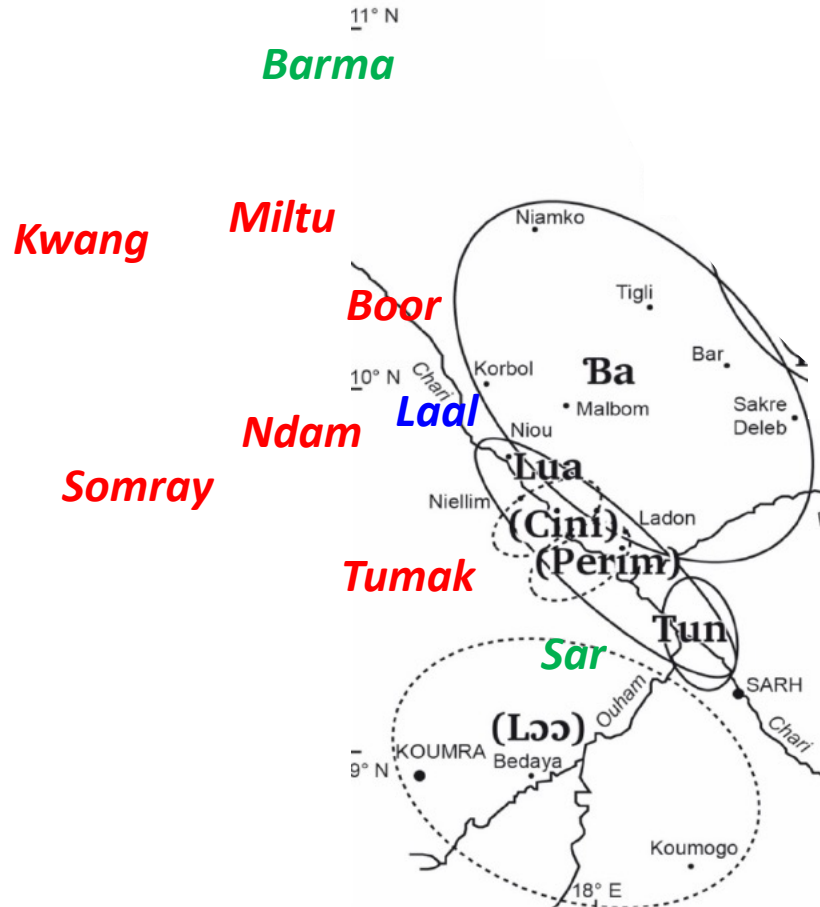 11° N
Barma
Miltu
Kwang
Niamko
Tigli
Boor
Bar
Korbol
Ɓa
Chari
10° N
Malbom
Sakre
Deleb
Laal
Ndam
Niou
Lua
Somray
Niellim
Ladon
(Cini)
(Perim)
Tumak
Tun
Sar
SARH
Ouham
(Lɔɔ)
Chari
KOUMRA
Bedaya
9° N
Koumogo
18° E